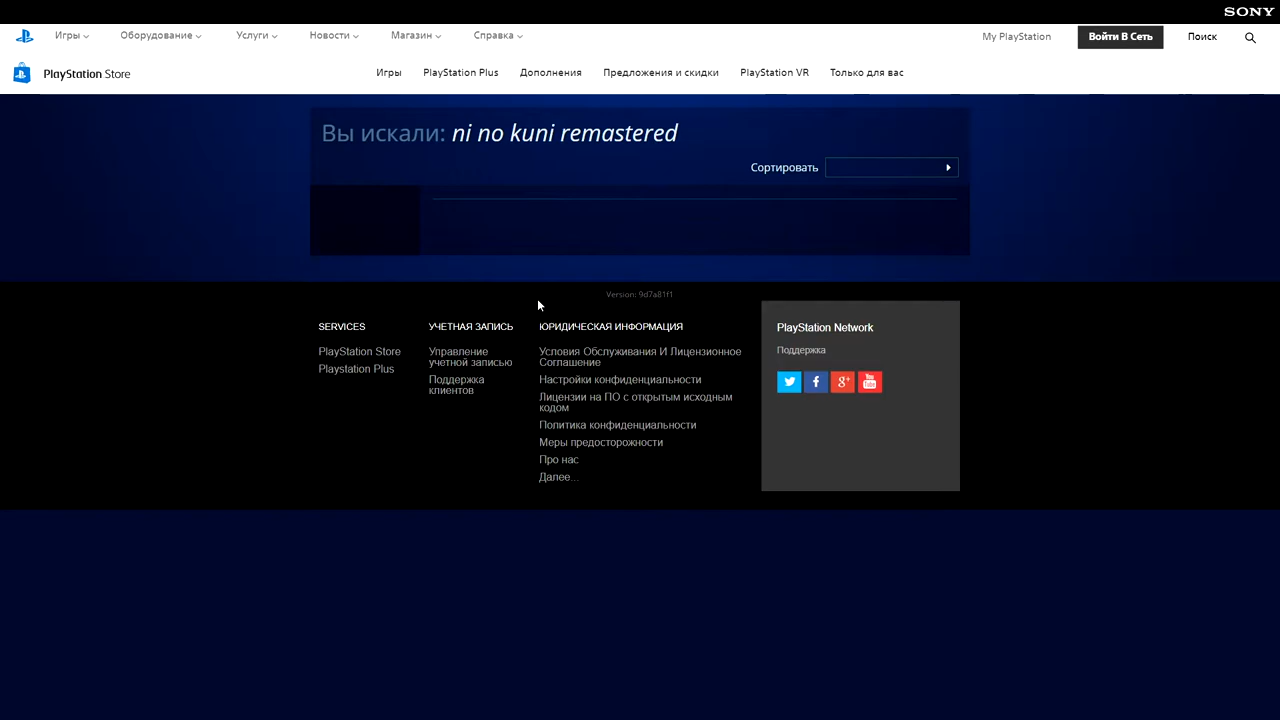 SONY
Игры Оборудование Услуги Новости Магазин Справка My PlayStation Войти В Сеть Поиск
PlayStation Store Игры PlayStation Plus Дополнения Предложения и скидки PlayStation VR Только для вас
Вы искали: ni no kuni remastered
Сортировать
Version: 9d7a81f1
SERVICES
PlayStation Store
Playstation Plus
УЧЕТНАЯ ЗАПИСЬ
Управление
учетной записью
Поддержка
клиентов
ЮРИДИЧЕСКАЯ ИНФОРМАЦИЯ
Условия Обслуживания И Лицензионное
Соглашение
Настройки конфиденциальности
Лицензии на ПО с открытым исходным
кодом
Политика конфиденциальности
Меры предосторожности
Про нас
Далее...
PlayStation Network
Поддержка
g+
You Tube